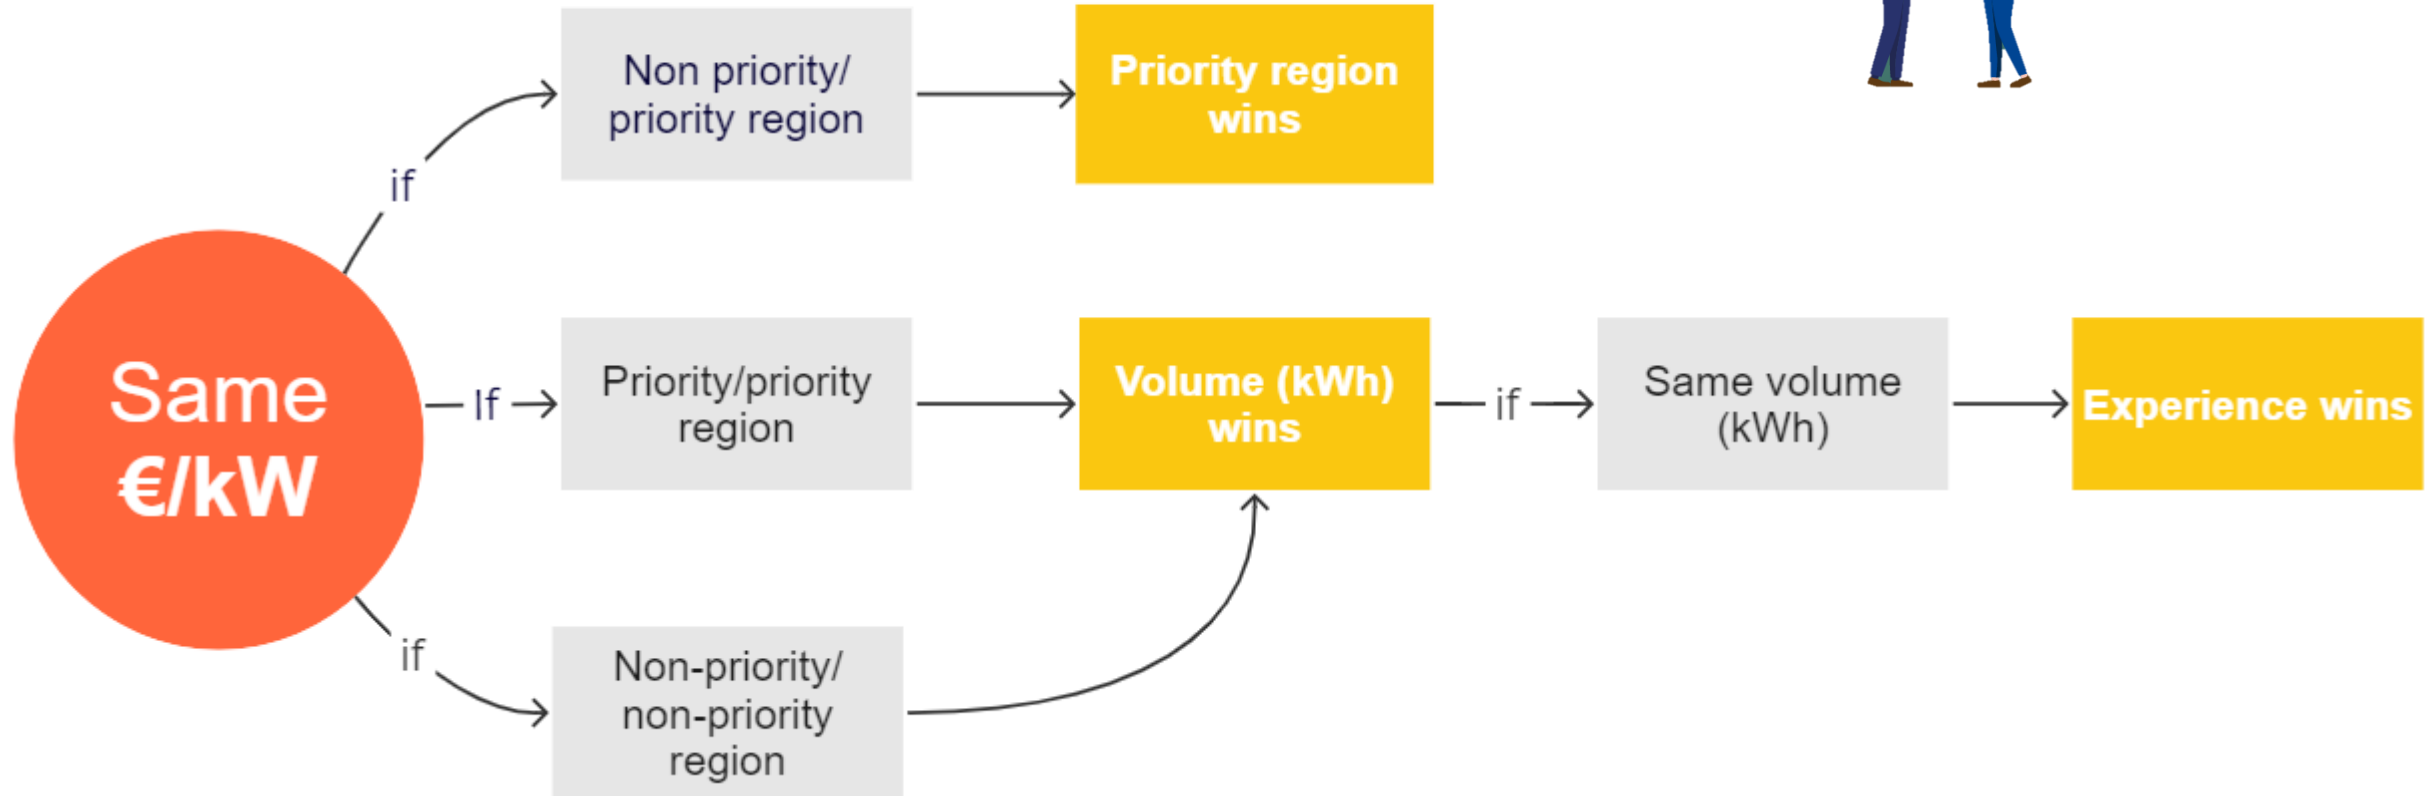 Non priority/
priority region
Priority region
wins
if
Same
€/kW
If
Priority/priority
region
Volume (kWh)
wins
if
Same volume
(kWh)
Experience wins
if
Non-priority/
non-priority
region